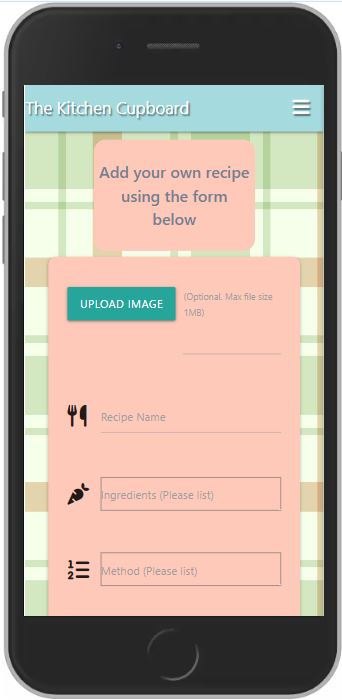 The Kitchen Cupboard
Add your own recipe
using the form
below
UPLOAD IMAGE
(Optional. Max file size
1MB)
Recipe Name
Ingredients (Please list)
Method (Please list)